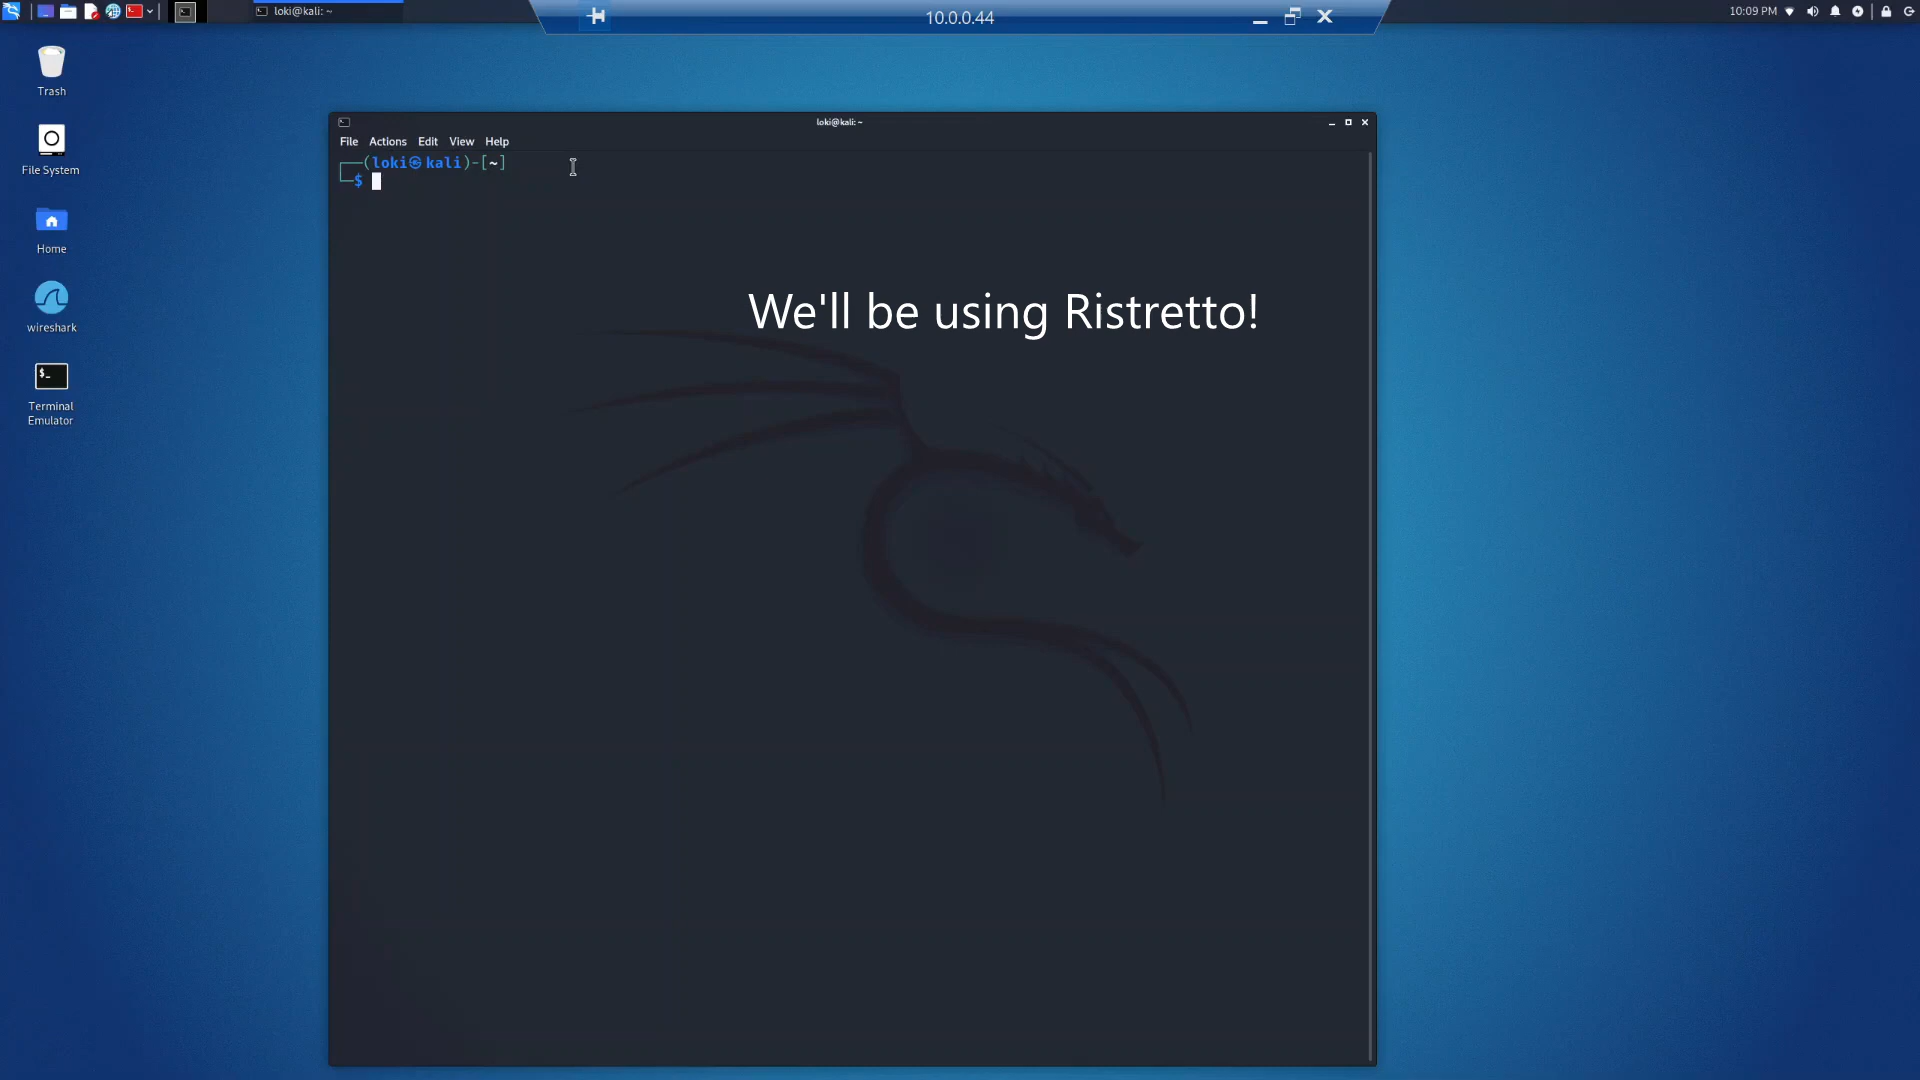 loki@kali: ~
10.0.0.44
10:09 PM
Trash
File System
Home
wireshark
$_
Terminal
Emulator
loki@kali: ~
File Actions Edit View Help
┌──(loki㉿kali)-[~]
└─$
We'll be using Ristretto!